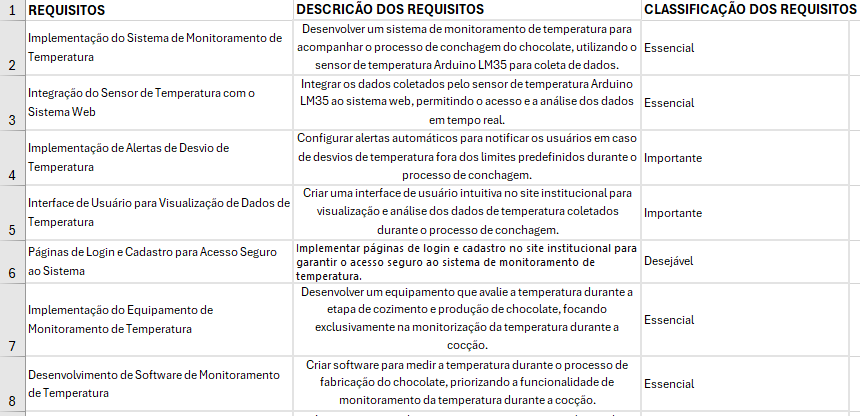 1 REQUISITOS DESCRICÃO DOS REQUISITOS CLASSIFICAÇÃO DOS REQUISITOS
Implementação do Sistema de Monitoramento de
Temperatura
Desenvolver um sistema de monitoramento de temperatura para
acompanhar o processo de conchagem do chocolate, utilizando o
sensor de temperatura Arduino LM35 para coleta de dados.
Essencial
2
Integração do Sensor de Temperatura com o
Sistema Web
Integrar os dados coletados pelo sensor de temperatura Arduino
LM35 ao sistema web, permitindo o acesso e a análise dos dados
em tempo real.
Essencial
3
Implementação de Alertas de Desvio de
Temperatura
Configurar alertas automáticos para notificar os usuários em caso
de desvios de temperatura fora dos limites predefinidos durante o
processo de conchagem.
Importante
4
Interface de Usuário para Visualização de Dados de
Temperatura
Criar uma interface de usuário intuitiva no site institucional para
visualização e análise dos dados de temperatura coletados
durante o processo de conchagem.
Importante
5
Páginas de Login e Cadastro para Acesso Seguro
ao Sistema
Implementar páginas de login e cadastro no site institucional para
garantir o acesso seguro ao sistema de monitoramento de
temperatura.
Desejável
6
Implementação do Equipamento de
Monitoramento de Temperatura
Desenvolver um equipamento que avalie a temperatura durante a
etapa de cozimento e produção de chocolate, focando
exclusivamente na monitorização da temperatura durante a
cocção.
Essencial
7
Desenvolvimento de Software de Monitoramento
de Temperatura
Criar software para medir a temperatura durante o processo de
fabricação do chocolate, priorizando a funcionalidade de
monitoramento da temperatura durante a cocção.
Essencial
8